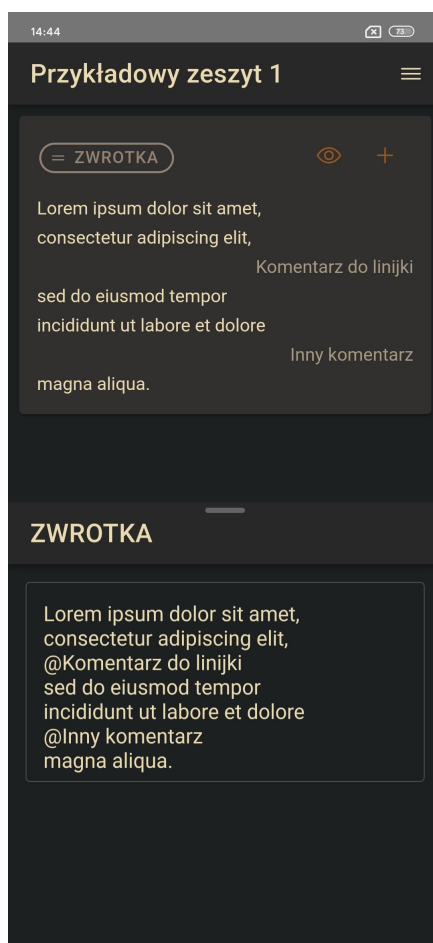 14:44
73
Przykładowy zeszyt 1
ZWROTKA
Lorem ipsum dolor sit amet,
consectetur adipiscing elit,
Komentarz do linijki
sed do eiusmod tempor
incididunt ut labore et dolore
Inny komentarz
magna aliqua.
ZWROTKA
Lorem ipsum dolor sit amet,
consectetur adipiscing elit,
@Komentarz do linijki
sed do eiusmod tempor
incididunt ut labore et dolore
@Inny komentarz
magna aliqua.